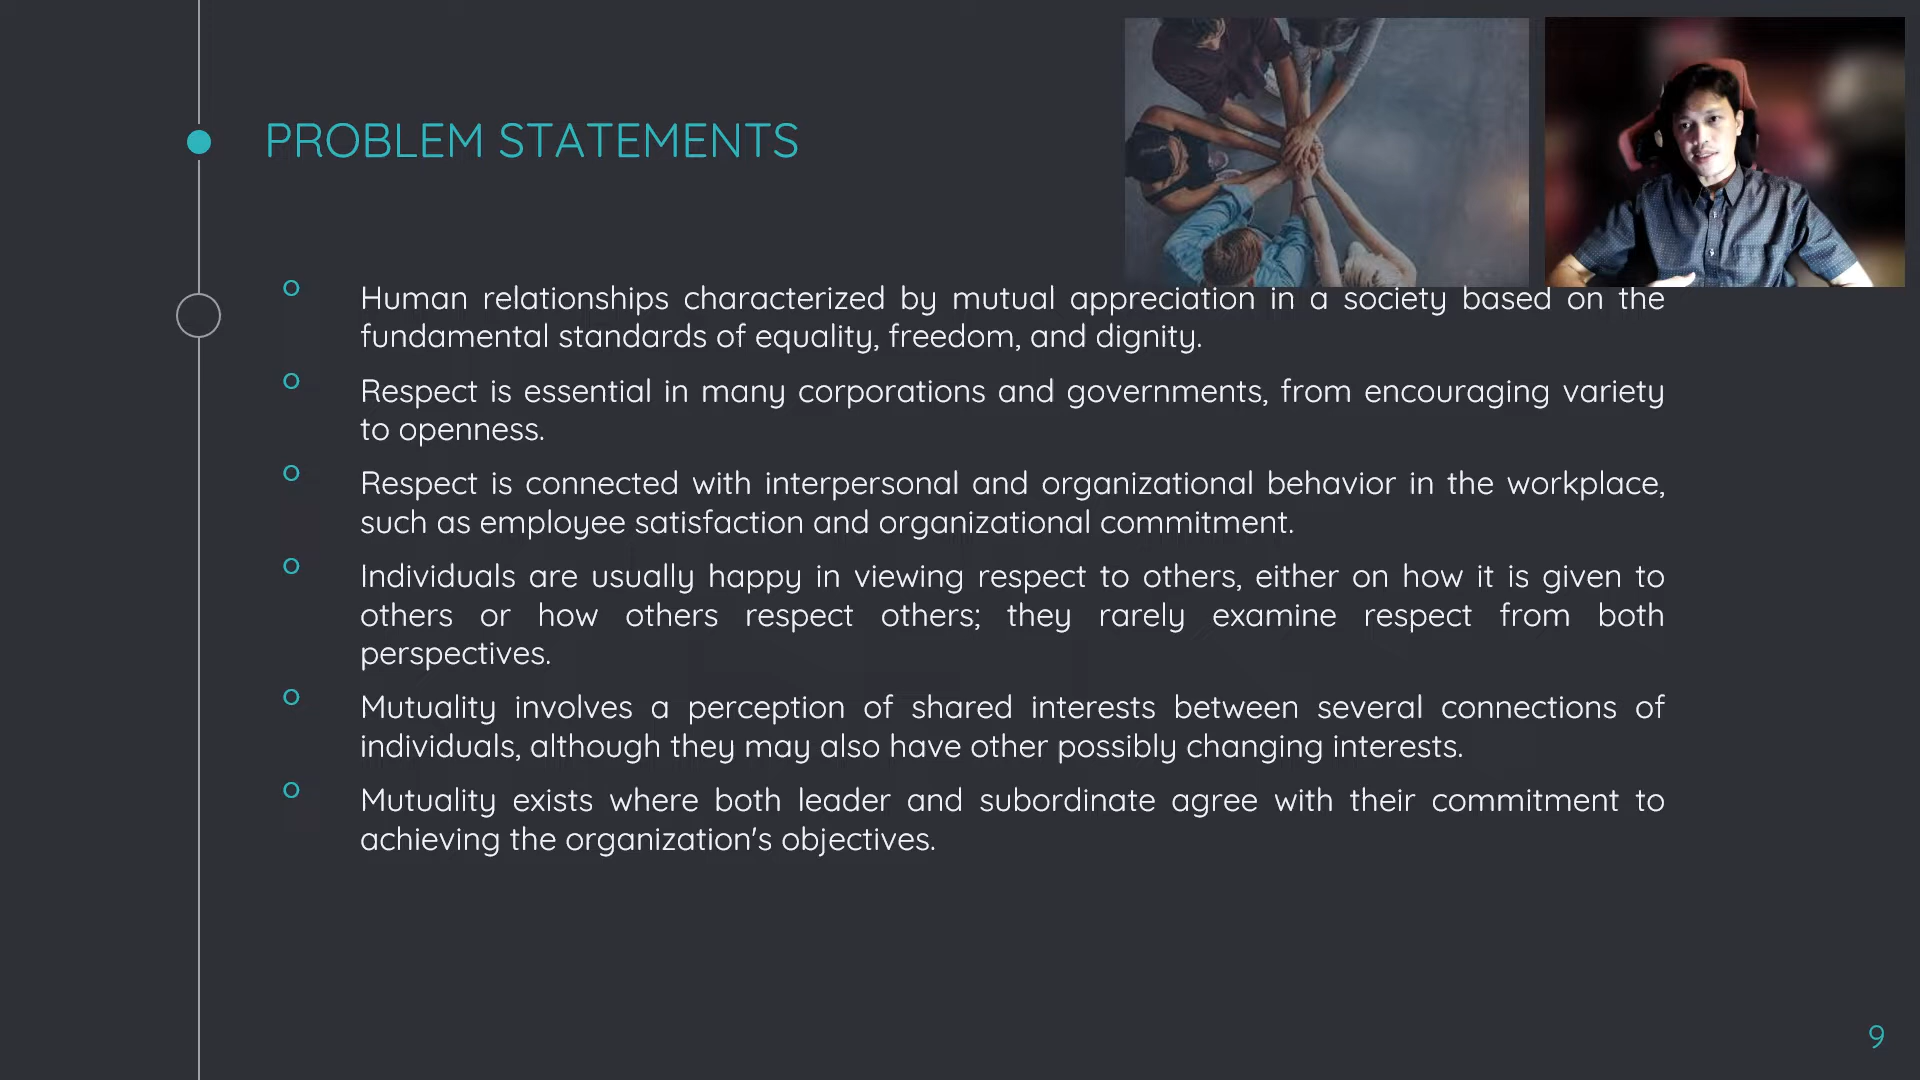 PROBLEM STATEMENTS
Human relationships characterized by mutual appreciation in a society based on the
fundamental standards of equality, freedom, and dignity.
Respect is essential in many corporations and governments, from encouraging variety
to openness.
Respect is connected with interpersonal and organizational behavior in the workplace,
such as employee satisfaction and organizational commitment.
Individuals are usually happy in viewing respect to others, either on how it is given to
others or how others respect others; they rarely examine respect from both
perspectives.
Mutuality involves a perception of shared interests between several connections of
individuals, although they may also have other possibly changing interests.
Mutuality exists where both leader and subordinate agree with their commitment to
achieving the organization's objectives.
9